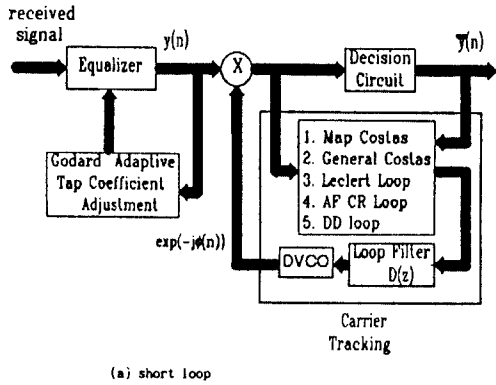 received
signal
Equalizer
y(n)
X
Decision
Circuit
y̅(n)
Godard Adaptive
Tap Coefficient
Adjustment
1. Map Costas
2. General Costas
3. Leclert Loop
4. AF CR Loop
5. DD loop
exp(-jϕ(n))
DVCO
Loop Filter
D(z)
Carrier
Tracking
(a) short loop